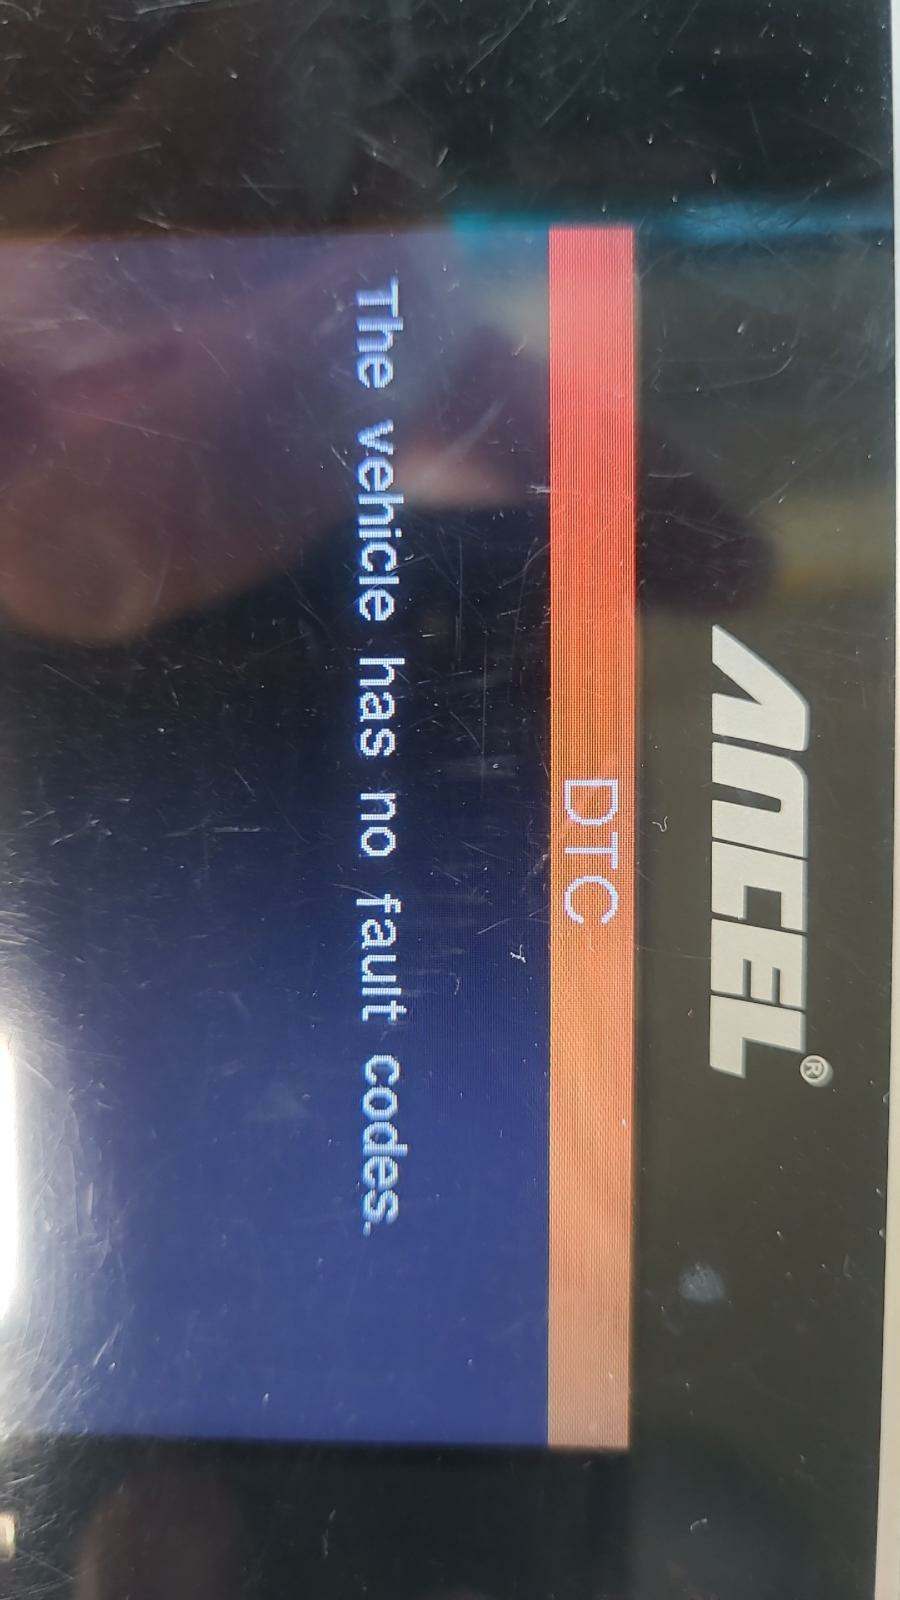 ANCEL®
DTC
The vehicle has no fault codes.